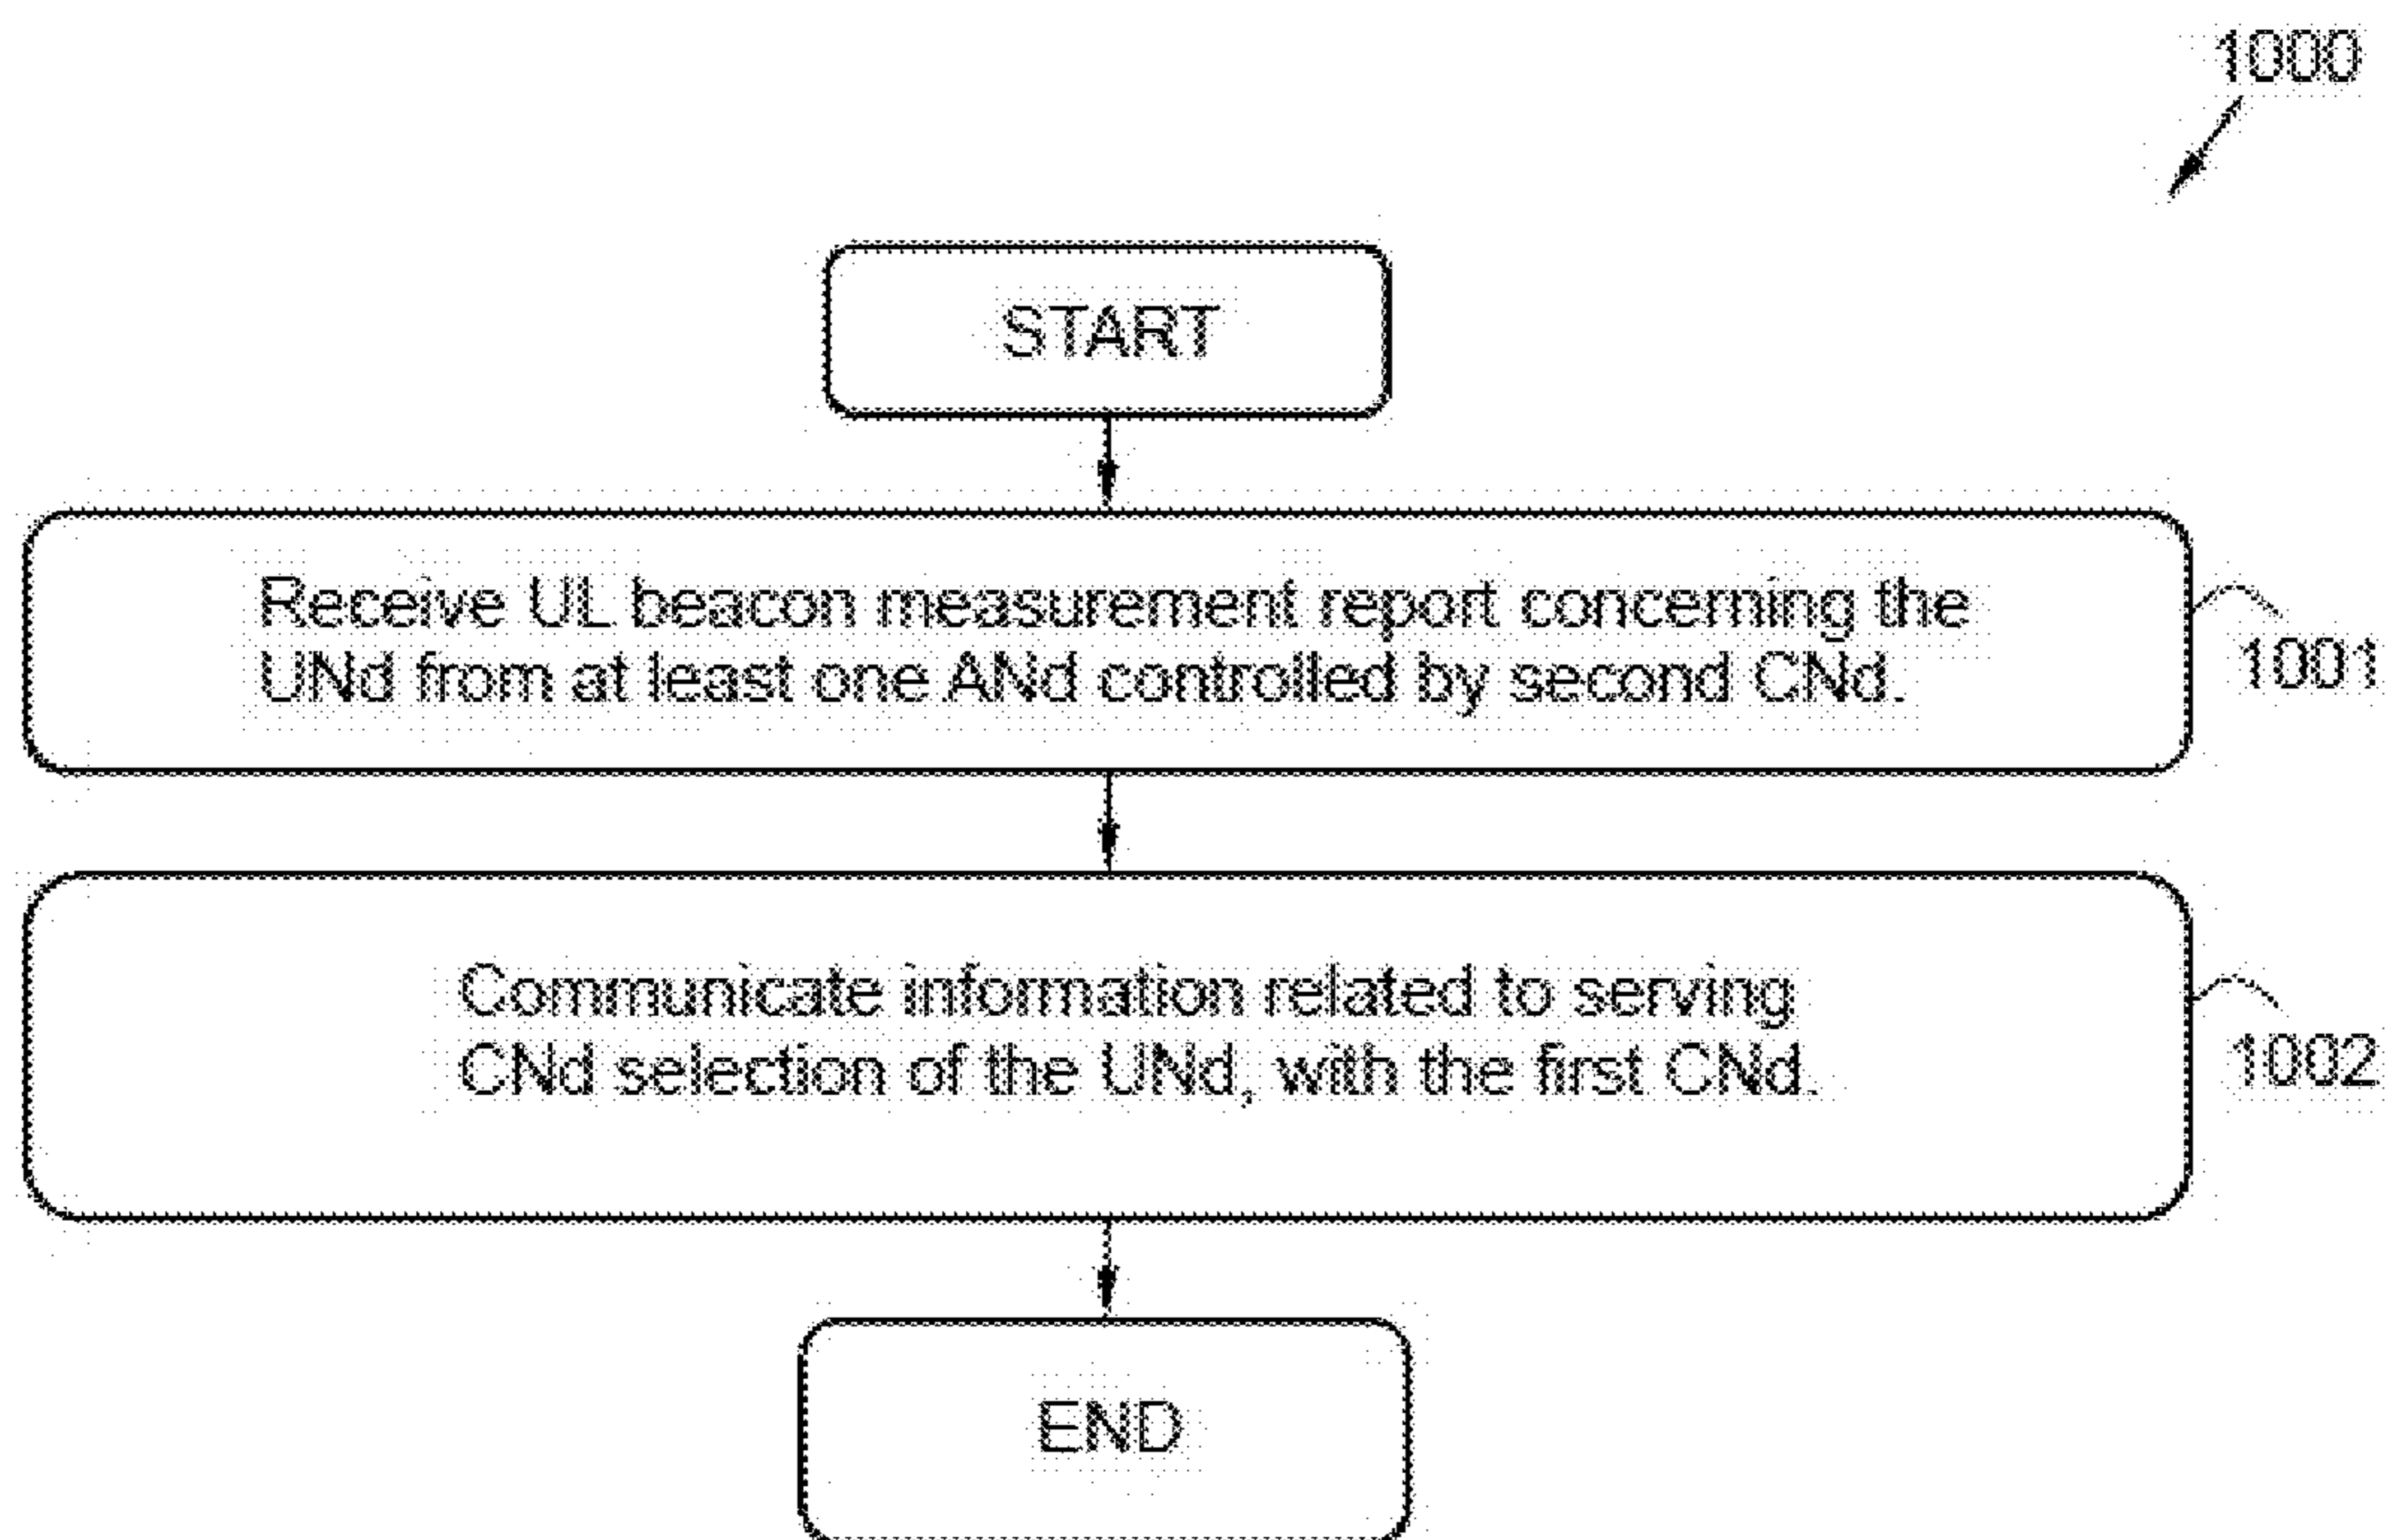 1000
START
Receive UL beacon measurement report concerning the
UNd from at least one ANd controlled by second CNd.
1001
Communicate information related to serving
CNd selection of the UNd, with the first CNd.
1002
END